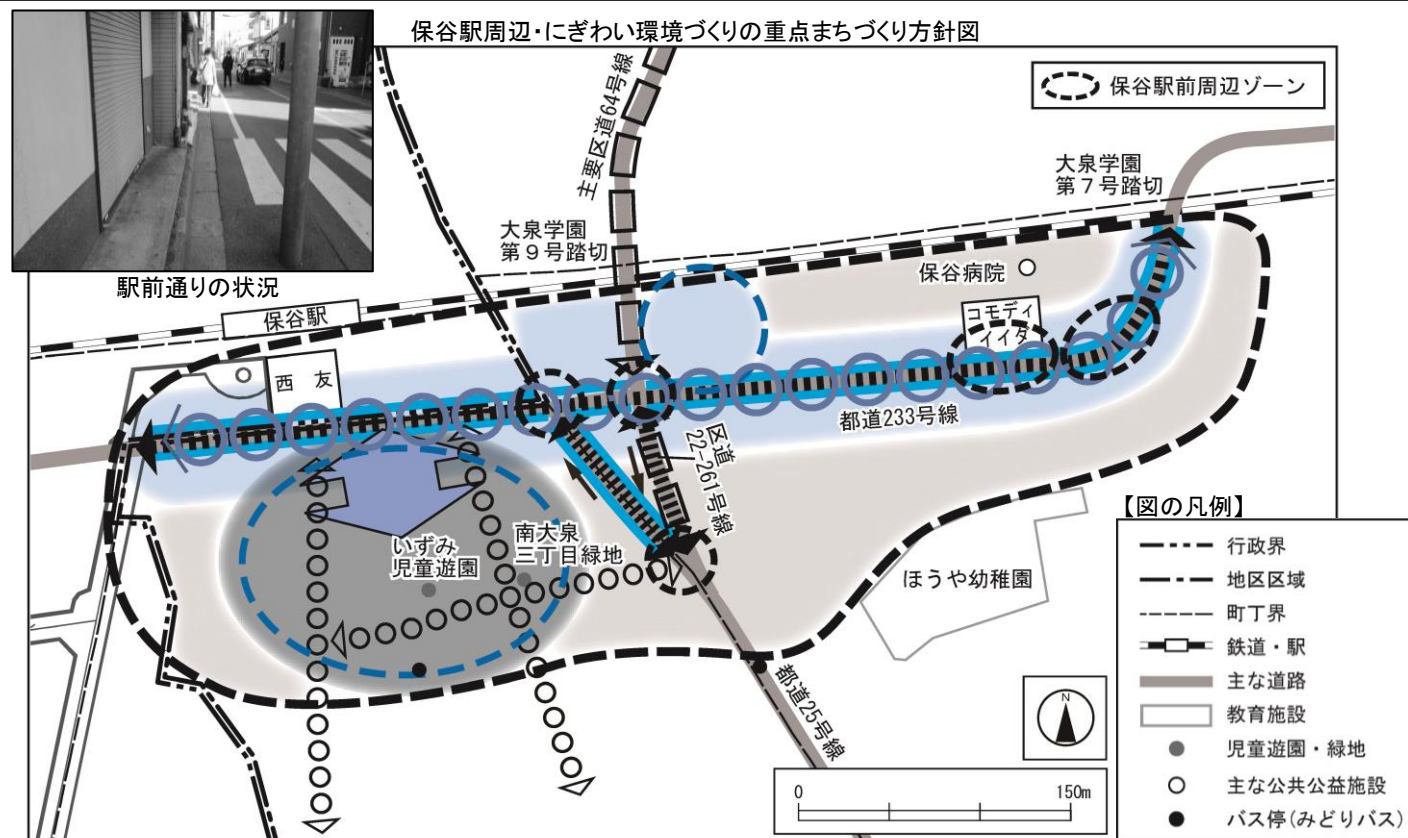 保谷駅周辺・にぎわい環境づくりの重点まちづくり方針図
駅前通りの状況
保谷駅前周辺ゾーン
主要区道64号線
大泉学園
第7号踏切
大泉学園
第9号踏切
保谷病院
保谷駅
コモディ
イイダ
西友
都道233号線
区道
22-261号線
いずみ
児童遊園
南大泉
三丁目緑地
ほうや幼稚園
都道25号線
N
0
150m
【図の凡例】
行政界
地区区域
町丁界
鉄道・駅
主な道路
教育施設
児童遊園・緑地
主な公共公益施設
バス停(みどりバス)